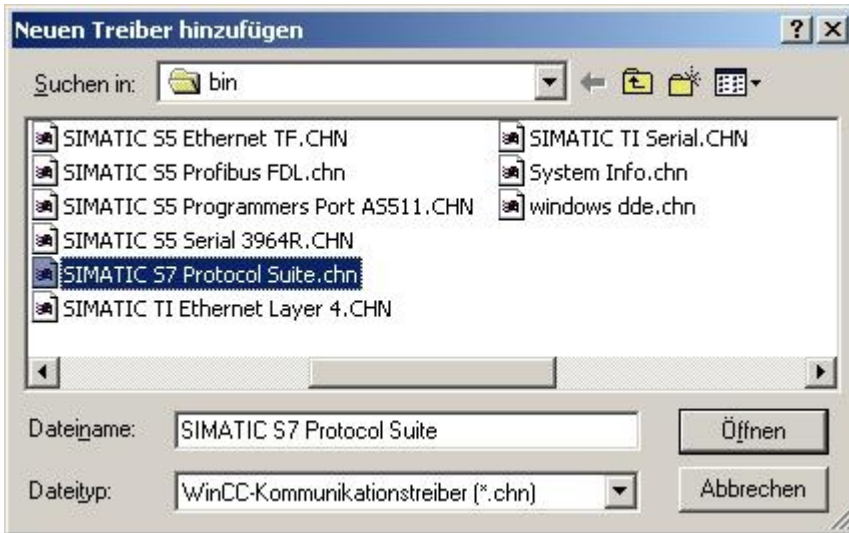 Neuen Treiber hinzufügen
Suchen in: bin
SIMATIC S5 Ethernet TF.CHN
SIMATIC S5 Profibus FDL.chn
SIMATIC S5 Programmers Port AS511.CHN
SIMATIC S5 Serial 3964R.CHN
SIMATIC S7 Protocol Suite.chn
SIMATIC TI Ethernet Layer 4.CHN
SIMATIC TI Serial.CHN
System Info.chn
windows dde.chn
Dateiname: SIMATIC S7 Protocol Suite Öffnen
Dateityp: WinCC-Kommunikationstreiber (*.chn) Abbrechen